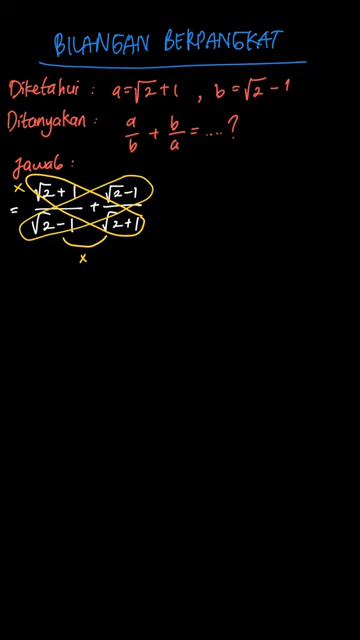 BILANGAN BERPANGKAT
Diketahui : a = √2 + 1 , b = √2 - 1
Ditanyakan : a/b + b/a = .... ?
Jawab :
x
= (√2 + 1)/(√2 - 1) + (√2 - 1)/(√2 + 1)
x